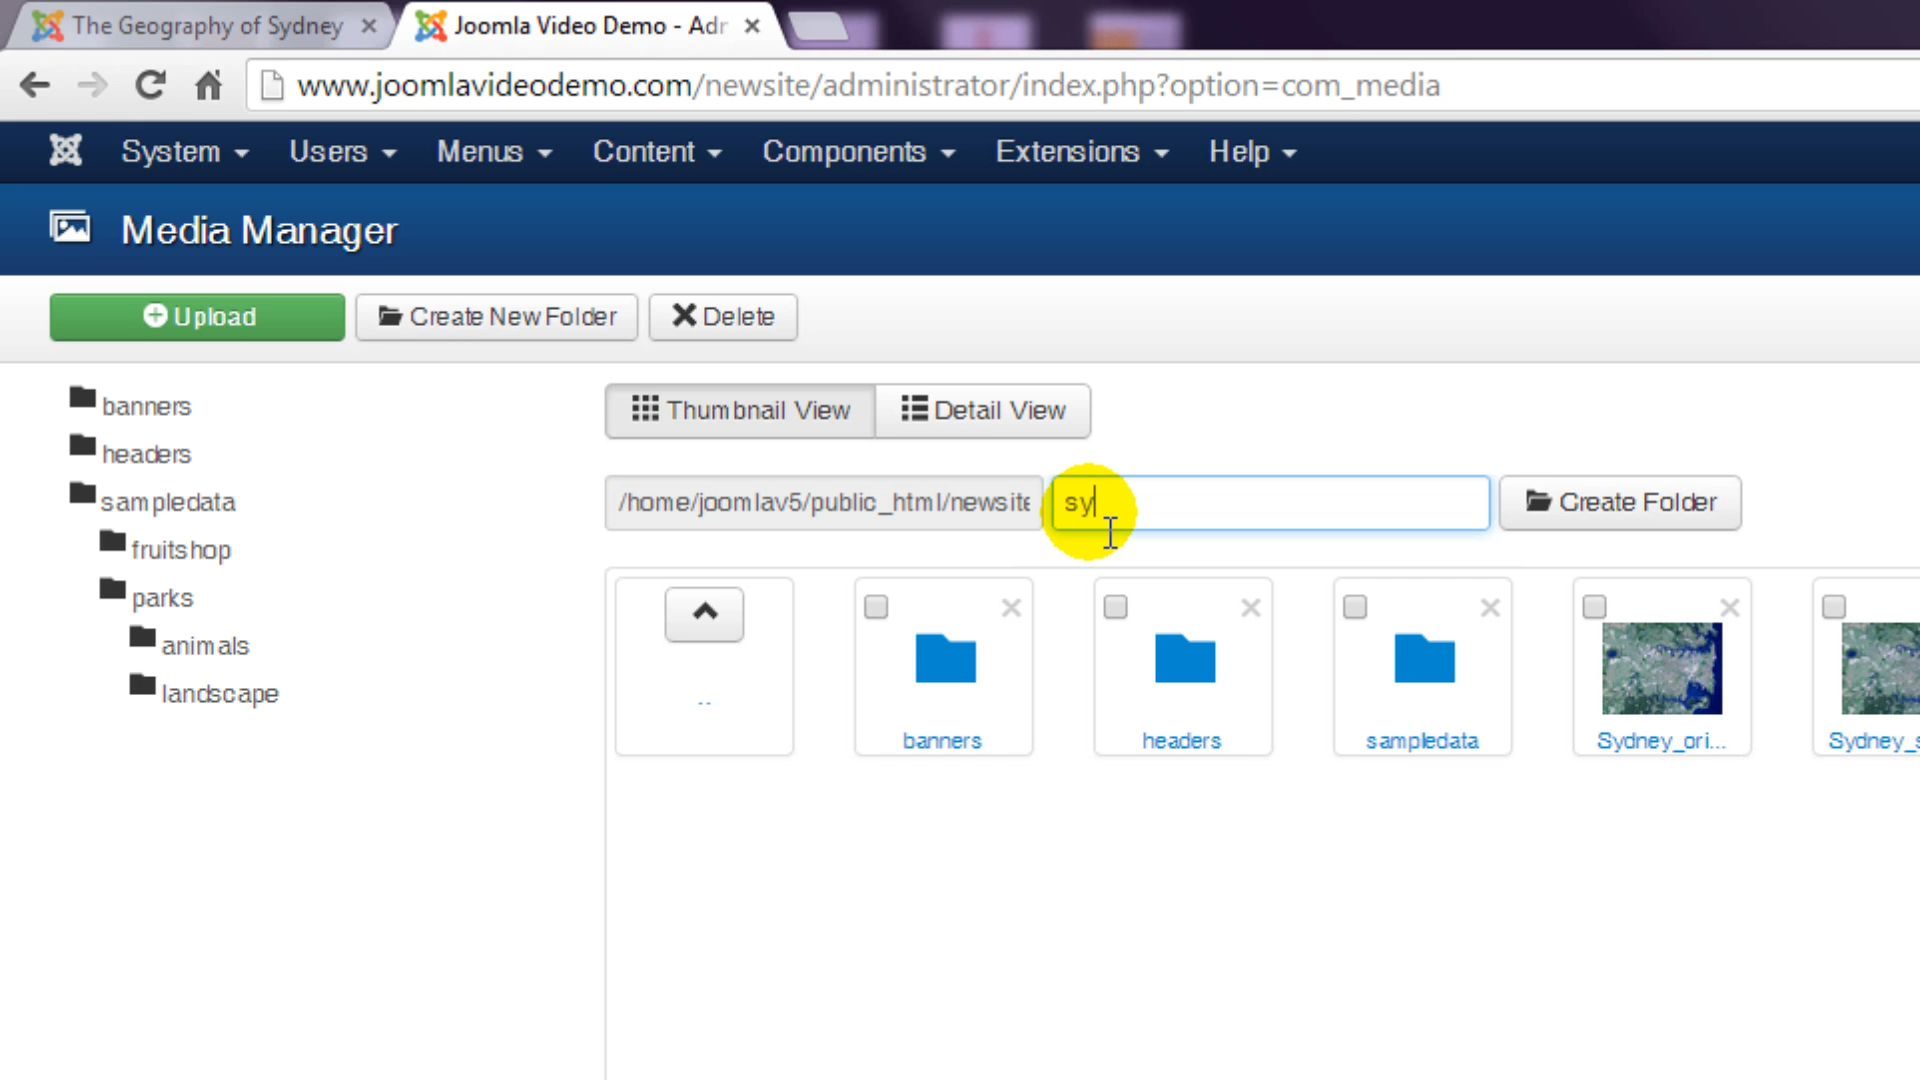 The Geography of Sydney
Joomla Video Demo - Adr
www.joomlavideodemo.com/newsite/administrator/index.php?option=com_media
System Users Menus Content Components Extensions Help
Media Manager
Upload Create New Folder Delete
banners
headers
sampledata
fruitshop
parks
animals
landscape
Thumbnail View Detail View
/home/joomlav5/public_html/newsite sy Create Folder
..
banners
headers
sampledata
Sydney_ori...
Sydney_s